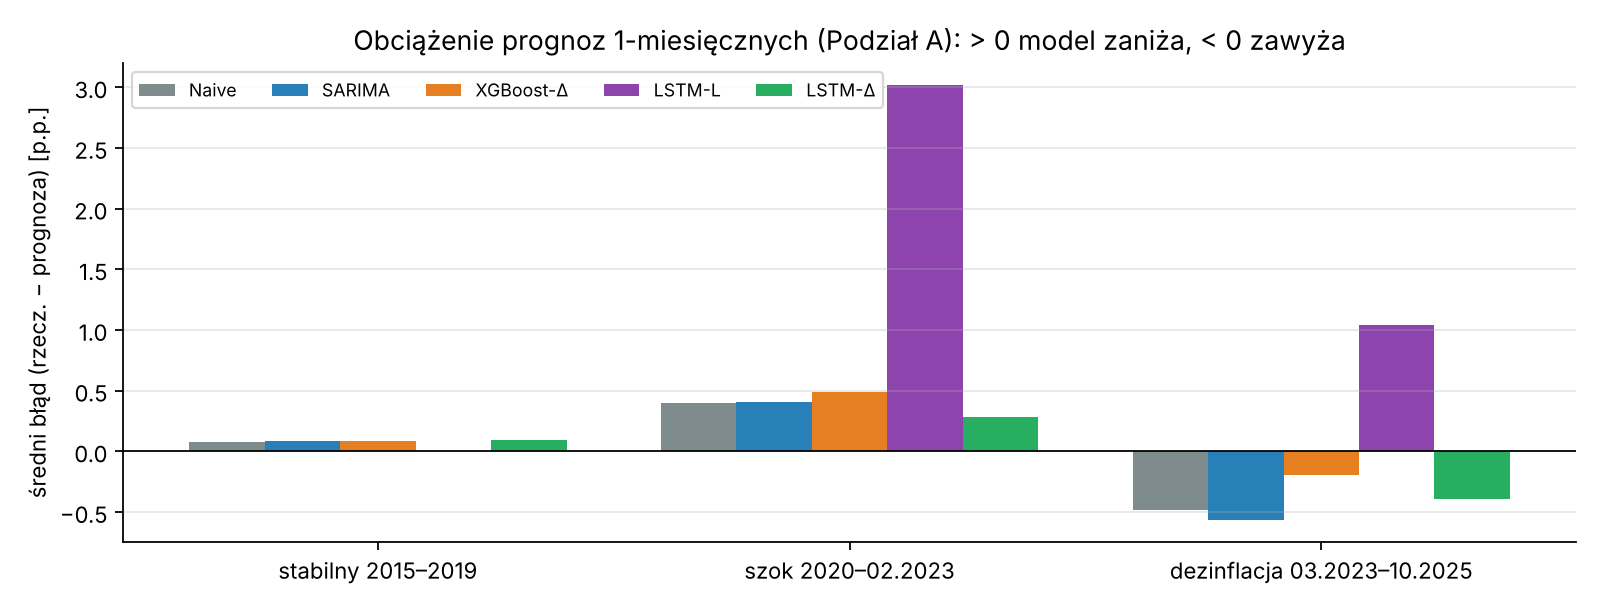 Obciążenie prognoz 1-miesięcznych (Podział A): > 0 model zaniża, < 0 zawyża
Naive SARIMA XGBoost-Δ LSTM-L LSTM-Δ
średni błąd (rzecz. − prognoza) [p.p.]
3.0
2.5
2.0
1.5
1.0
0.5
0.0
−0.5
stabilny 2015–2019 szok 2020–02.2023 dezinflacja 03.2023–10.2025